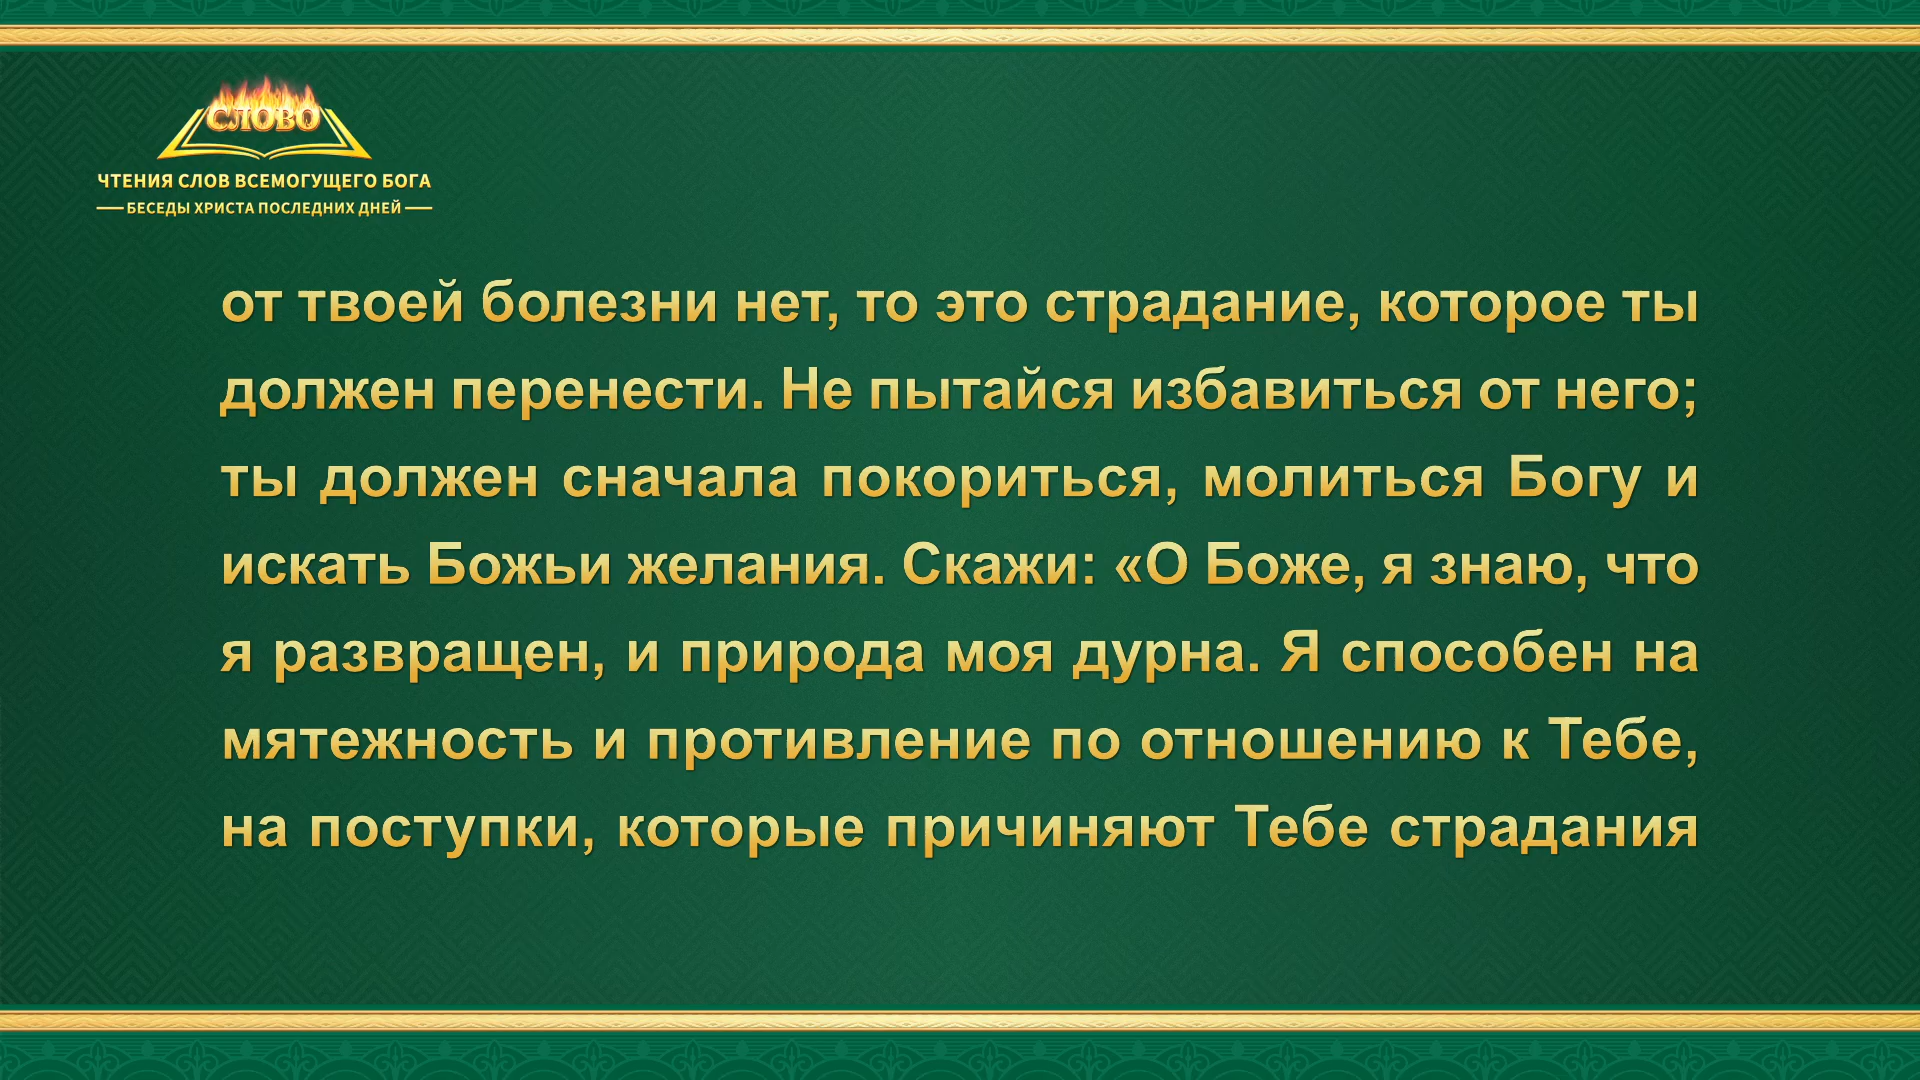 СЛОВО
ЧТЕНИЯ СЛОВ ВСЕМОГУЩЕГО БОГА
БЕСЕДЫ ХРИСТА ПОСЛЕДНИХ ДНЕЙ
от твоей болезни нет, то это страдание, которое ты
должен перенести. Не пытайся избавиться от него;
ты должен сначала покориться, молиться Богу и
искать Божьи желания. Скажи: «О Боже, я знаю, что
я развращен, и природа моя дурна. Я способен на
мятежность и противление по отношению к Тебе,
на поступки, которые причиняют Тебе страдания